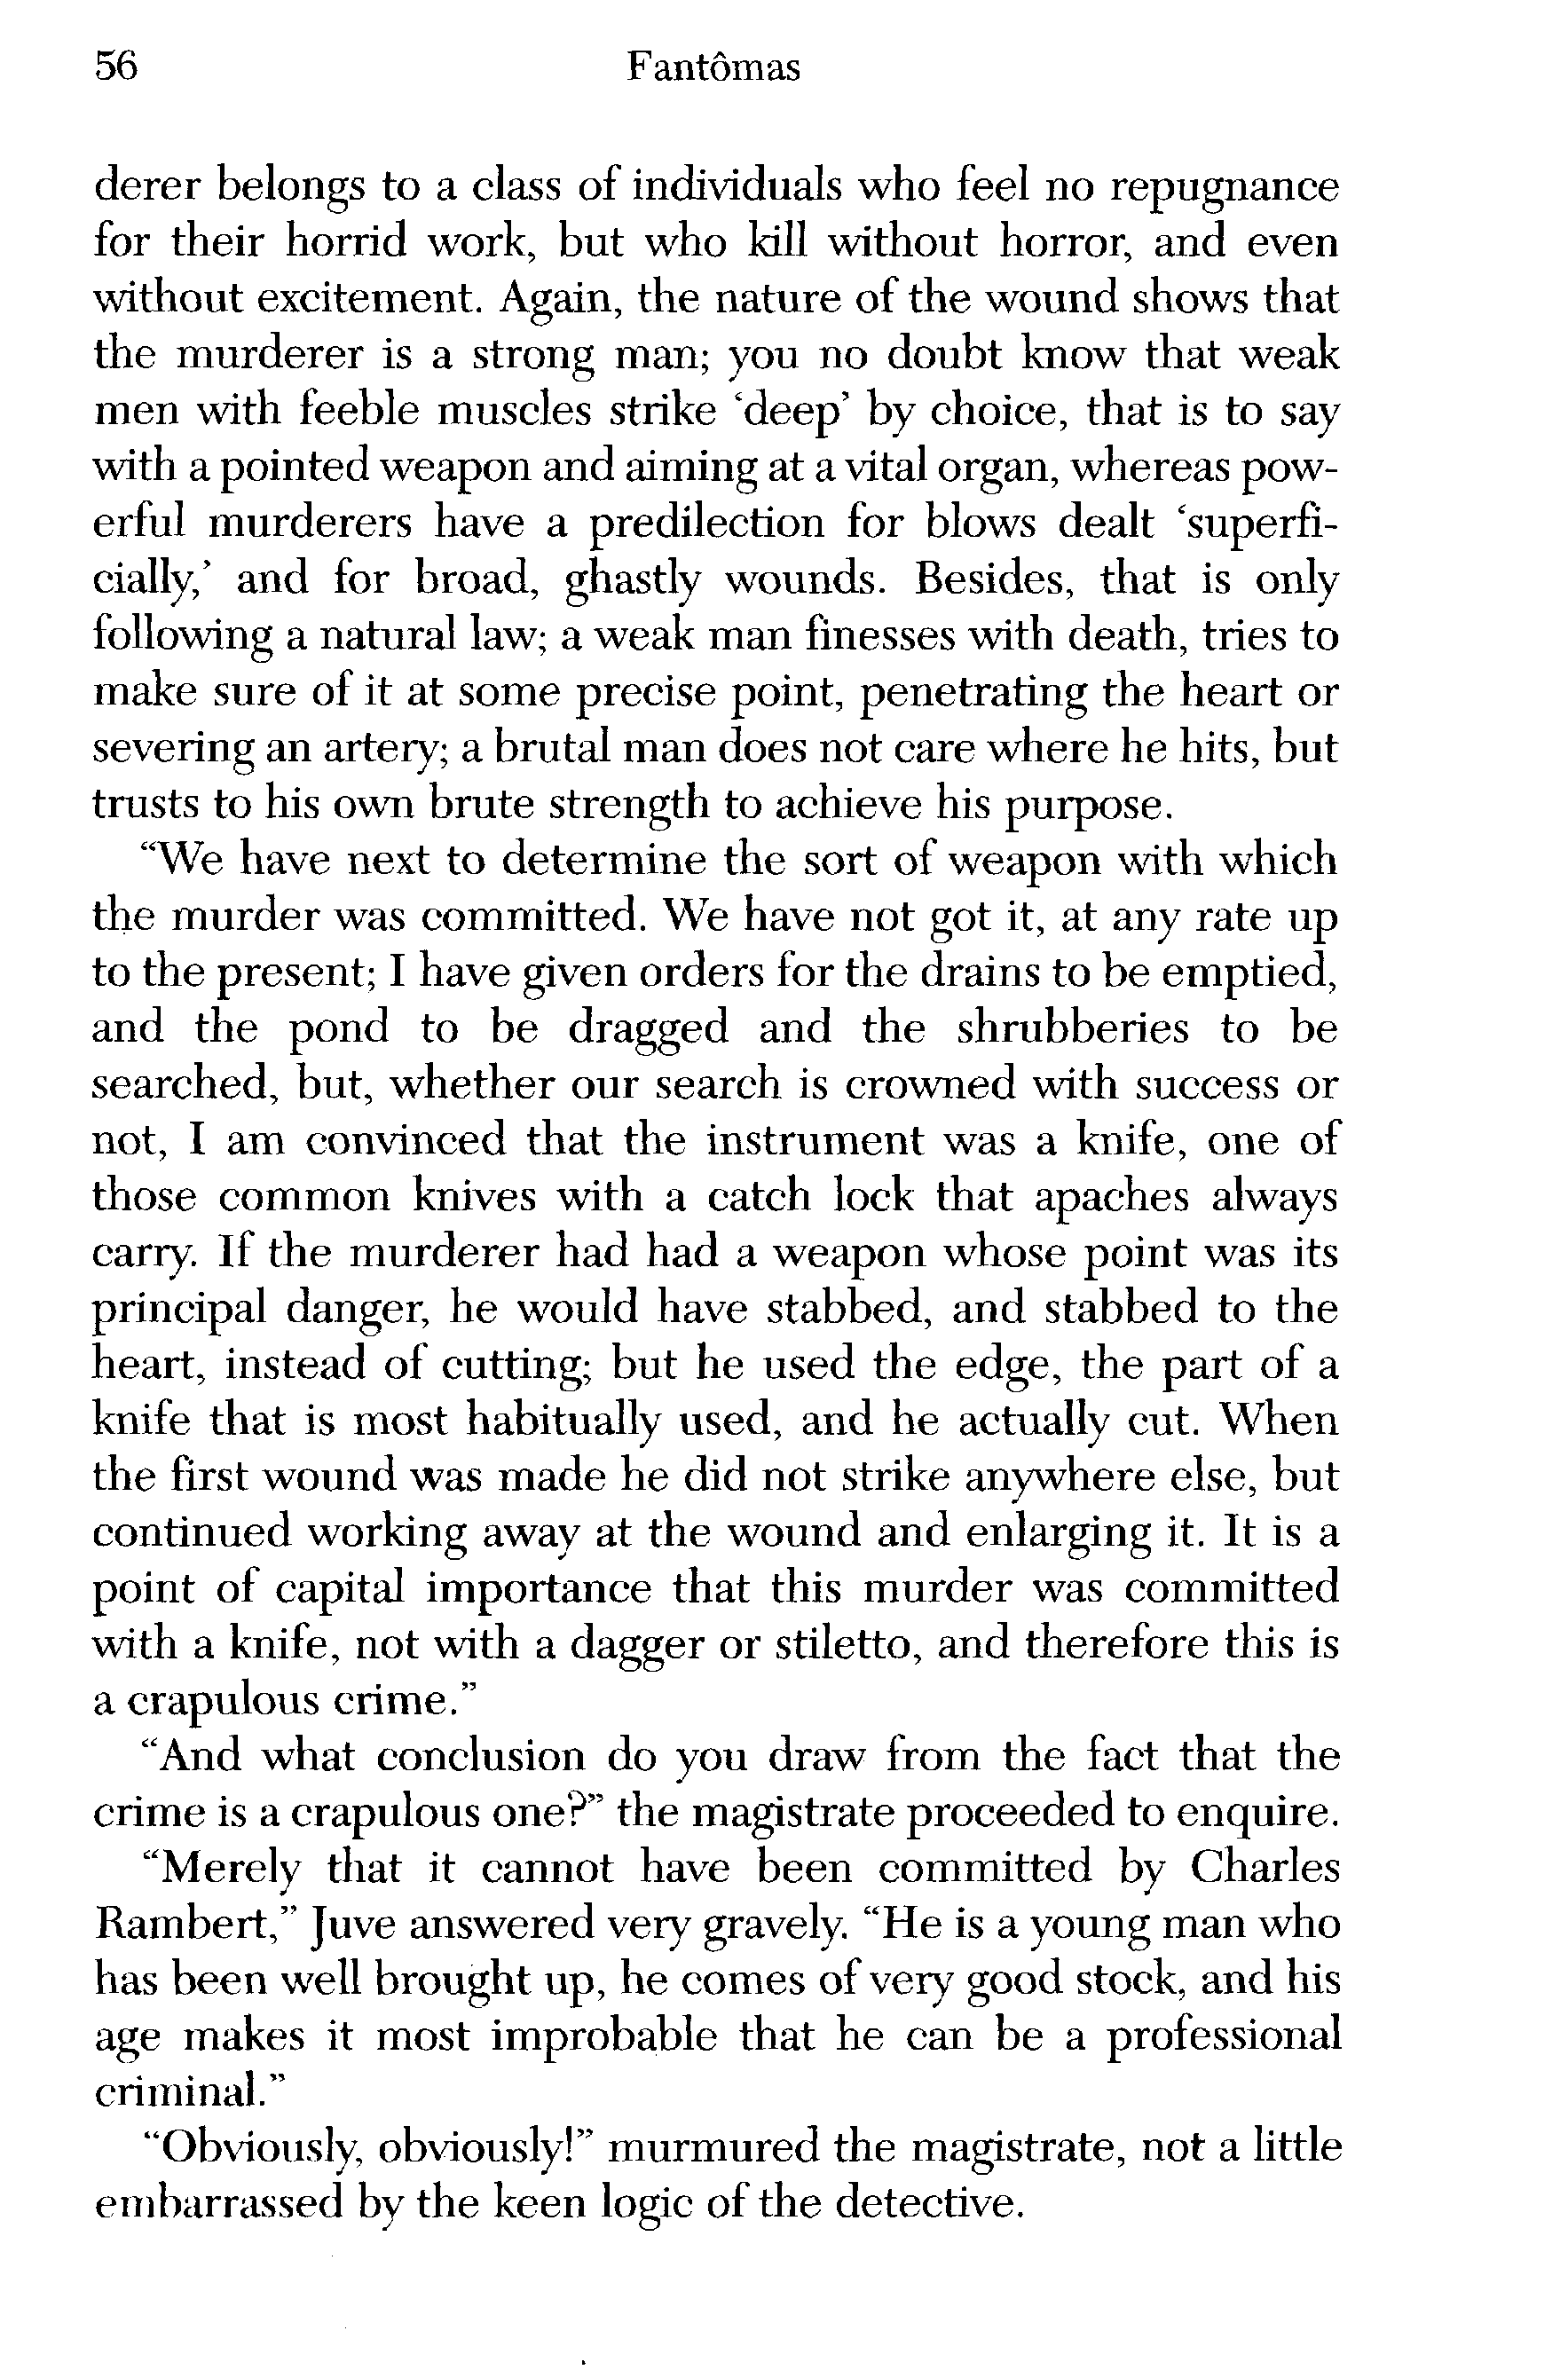 56 Fantômas
derer belongs to a class of individuals who feel no repugnance
for their horrid work, but who kill without horror, and even
without excitement. Again, the nature of the wound shows that
the murderer is a strong man; you no doubt know that weak
men with feeble muscles strike ‘deep’ by choice, that is to say
with a pointed weapon and aiming at a vital organ, whereas pow-
erful murderers have a predilection for blows dealt ‘superfi-
cially,’ and for broad, ghastly wounds. Besides, that is only
following a natural law; a weak man finesses with death, tries to
make sure of it at some precise point, penetrating the heart or
severing an artery; a brutal man does not care where he hits, but
trusts to his own brute strength to achieve his purpose.
“We have next to determine the sort of weapon with which
the murder was committed. We have not got it, at any rate up
to the present; I have given orders for the drains to be emptied,
and the pond to be dragged and the shrubberies to be
searched, but, whether our search is crowned with success or
not, I am convinced that the instrument was a knife, one of
those common knives with a catch lock that apaches always
carry. If the murderer had had a weapon whose point was its
principal danger, he would have stabbed, and stabbed to the
heart, instead of cutting; but he used the edge, the part of a
knife that is most habitually used, and he actually cut. When
the first wound was made he did not strike anywhere else, but
continued working away at the wound and enlarging it. It is a
point of capital importance that this murder was committed
with a knife, not with a dagger or stiletto, and therefore this is
a crapulous crime.”
“And what conclusion do you draw from the fact that the
crime is a crapulous one?” the magistrate proceeded to enquire.
“Merely that it cannot have been committed by Charles
Rambert,” Juve answered very gravely. “He is a young man who
has been well brought up, he comes of very good stock, and his
age makes it most improbable that he can be a professional
criminal.”
“Obviously, obviously!” murmured the magistrate, not a little
embarrassed by the keen logic of the detective.